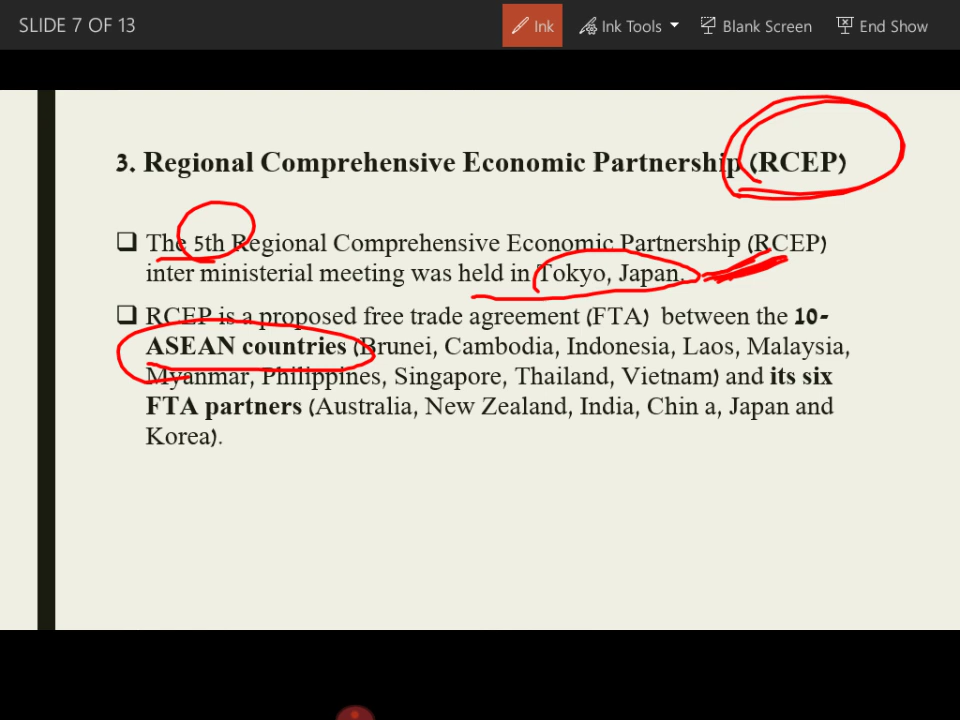 SLIDE 7 OF 13
Ink
Ink Tools
Blank Screen
End Show
3. Regional Comprehensive Economic Partnership (RCEP)
The 5th Regional Comprehensive Economic Partnership (RCEP)
inter ministerial meeting was held in Tokyo, Japan.
RCEP is a proposed free trade agreement (FTA) between the 10-
ASEAN countries (Brunei, Cambodia, Indonesia, Laos, Malaysia,
Myanmar, Philippines, Singapore, Thailand, Vietnam) and its six
FTA partners (Australia, New Zealand, India, Chin a, Japan and
Korea).